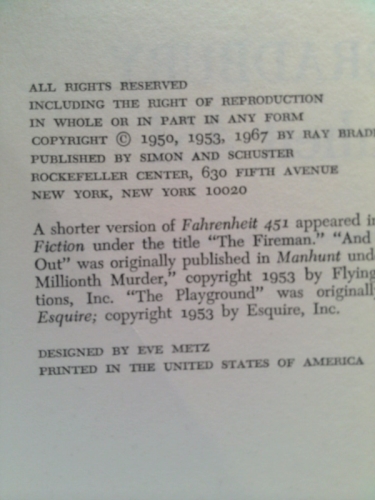 ALL RIGHTS RESERVED
INCLUDING THE RIGHT OF REPRODUCTION
IN WHOLE OR IN PART IN ANY FORM
COPYRIGHT © 1950, 1953, 1967 BY RAY BRAD
PUBLISHED BY SIMON AND SCHUSTER
ROCKEFELLER CENTER, 630 FIFTH AVENUE
NEW YORK, NEW YORK 10020
A shorter version of Fahrenheit 451 appeared i
Fiction under the title “The Fireman.” “And
Out” was originally published in Manhunt und
Millionth Murder,” copyright 1953 by Flying
tions, Inc. “The Playground” was originall
Esquire; copyright 1953 by Esquire, Inc.
DESIGNED BY EVE METZ
PRINTED IN THE UNITED STATES OF AMERICA